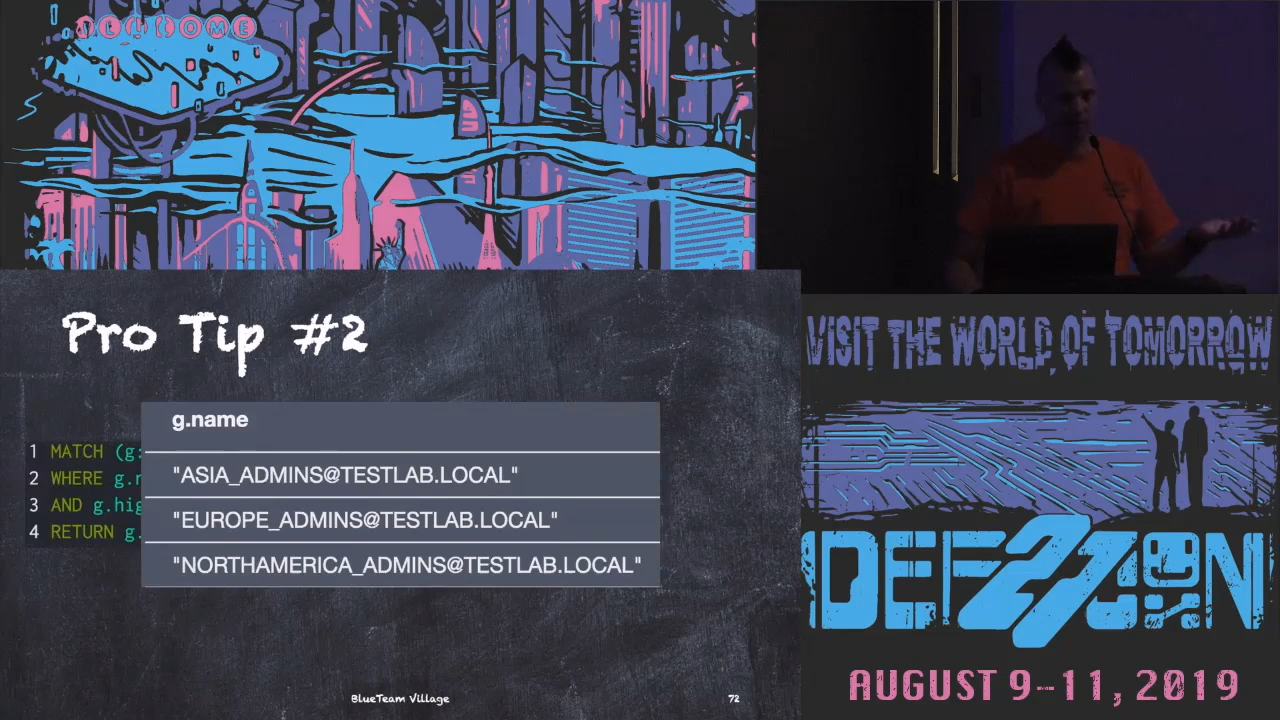 WELCOME
Pro Tip #2
g.name
1 MATCH (g:
"ASIA_ADMINS@TESTLAB.LOCAL"
2 WHERE g.n
3 AND g.hig
"EUROPE_ADMINS@TESTLAB.LOCAL"
4 RETURN g.
"NORTHAMERICA_ADMINS@TESTLAB.LOCAL"
BlueTeam Village
72
VISIT THE WORLD OF TOMORROW
DEF CON
27
AUGUST 9-11, 2019